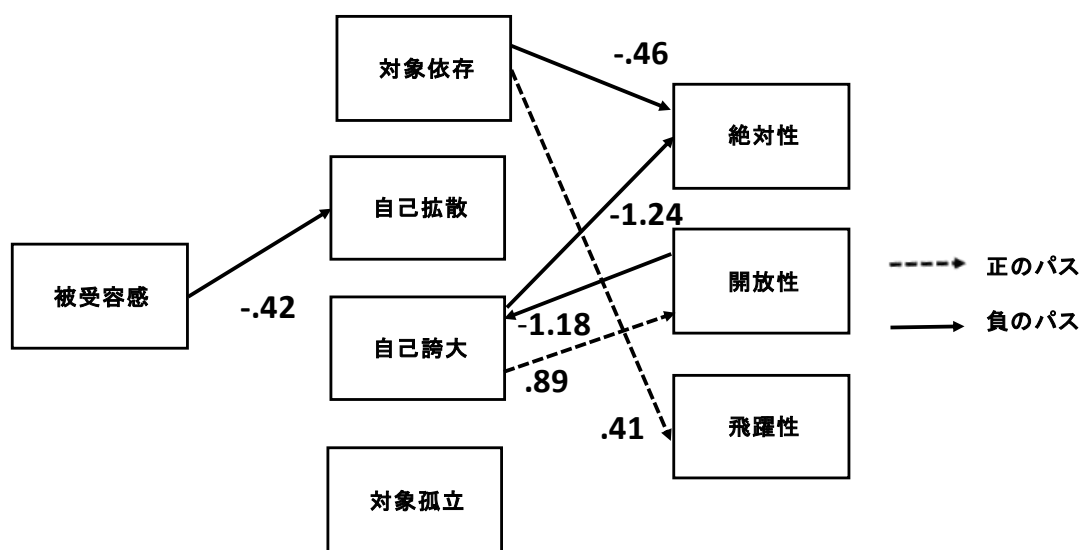 対象依存
-.46
絶対性
自己拡散
-1.24
被受容感
-.42
開放性
正のパス
自己誇大
-1.18
負のパス
.89
.41
飛躍性
対象孤立